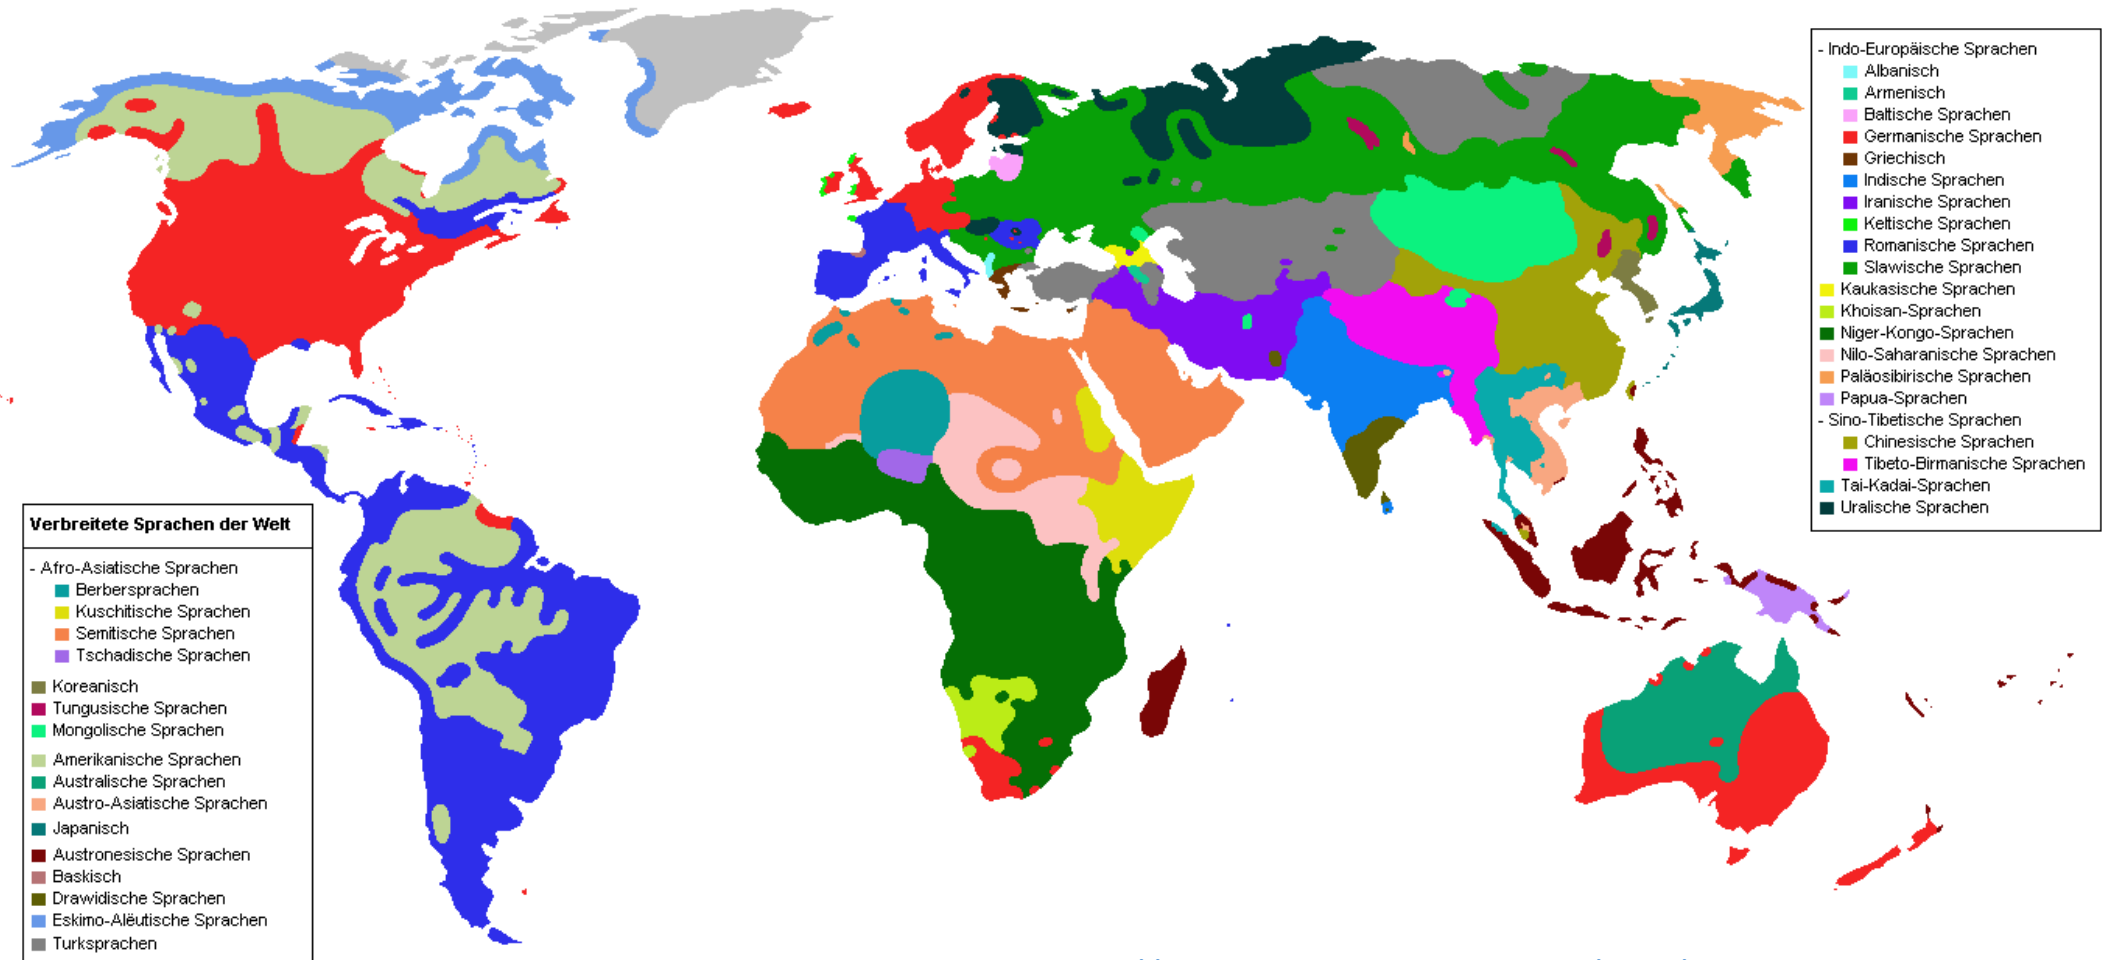 Verbreitete Sprachen der Welt
- Afro-Asiatische Sprachen
Berbersprachen
Kuschitische Sprachen
Semitische Sprachen
Tschadische Sprachen
Koreanisch
Tungusische Sprachen
Mongolische Sprachen
Amerikanische Sprachen
Australische Sprachen
Austro-Asiatische Sprachen
Japanisch
Austronesische Sprachen
Baskisch
Drawidische Sprachen
Eskimo-Alëutische Sprachen
Turksprachen
- Indo-Europäische Sprachen
Albanisch
Armenisch
Baltische Sprachen
Germanische Sprachen
Griechisch
Indische Sprachen
Iranische Sprachen
Keltische Sprachen
Romanische Sprachen
Slawische Sprachen
Kaukasische Sprachen
Khoisan-Sprachen
Niger-Kongo-Sprachen
Nilo-Saharanische Sprachen
Paläosibirische Sprachen
Papua-Sprachen
- Sino-Tibetische Sprachen
Chinesische Sprachen
Tibeto-Birmanische Sprachen
Tai-Kadai-Sprachen
Uralische Sprachen